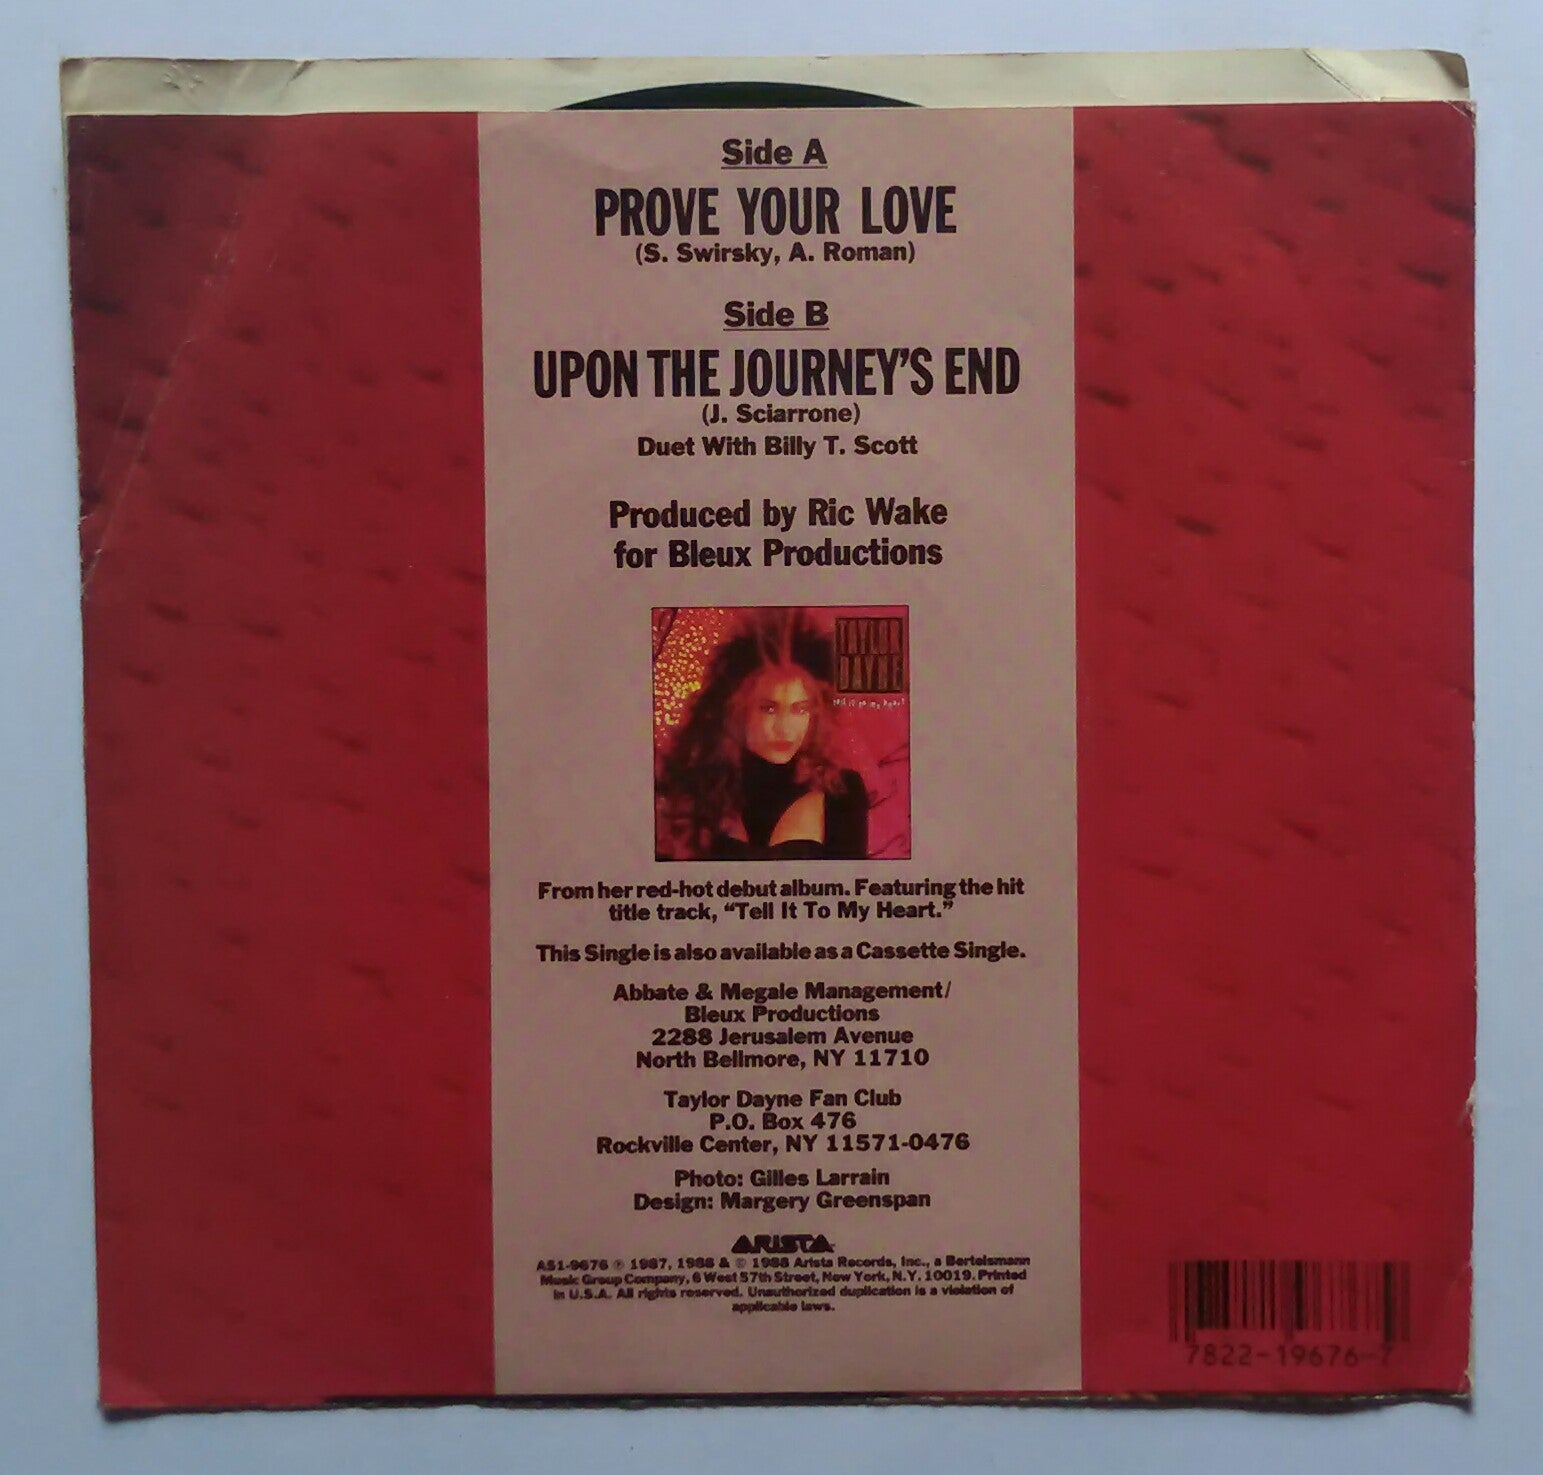 Side A
PROVE YOUR LOVE
(S. Swirsky, A. Roman)
Side B
UPON THE JOURNEY'S END
(J. Sciarrone)
Duet With Billy T. Scott
Produced by Ric Wake
for Bleux Productions
TAYLOR
DAYNE
tell it to my heart
From her red-hot debut album. Featuring the hit
title track, “Tell It To My Heart.”
This Single is also available as a Cassette Single.
Abbate & Megale Management/
Bleux Productions
2288 Jerusalem Avenue
North Bellmore, NY 11710
Taylor Dayne Fan Club
P.O. Box 476
Rockville Center, NY 11571-0476
Photo: Gilles Larrain
Design: Margery Greenspan
ARISTA
AS1-9676 ℗ 1987, 1988 & © 1988 Arista Records, Inc., a Bertelsmann
Music Group Company, 6 West 57th Street, New York, N.Y. 10019. Printed
in U.S.A. All rights reserved. Unauthorized duplication is a violation of
applicable laws.
7822-19676-7